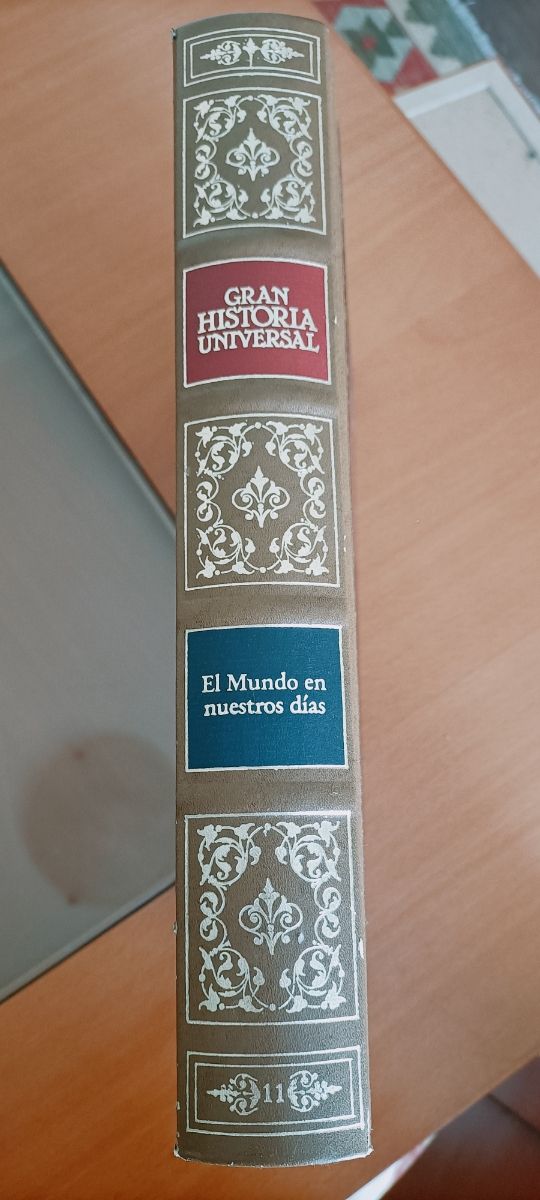 GRAN
HISTORIA
UNIVERSAL
El Mundo en
nuestros días
11